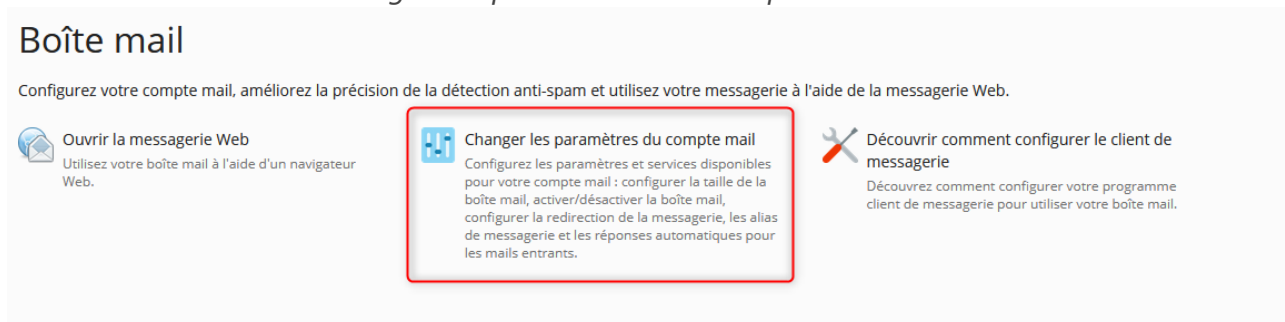 Boîte mail
Configurez votre compte mail, améliorez la précision de la détection anti-spam et utilisez votre messagerie à l'aide de la messagerie Web.
Ouvrir la messagerie Web
Utilisez votre boîte mail à l'aide d'un navigateur
Web.
Changer les paramètres du compte mail
Configurez les paramètres et services disponibles
pour votre compte mail : configurer la taille de la
boîte mail, activer/désactiver la boîte mail,
configurer la redirection de la messagerie, les alias
de messagerie et les réponses automatiques pour
les mails entrants.
Découvrir comment configurer le client de
messagerie
Découvrez comment configurer votre programme
client de messagerie pour utiliser votre boîte mail.